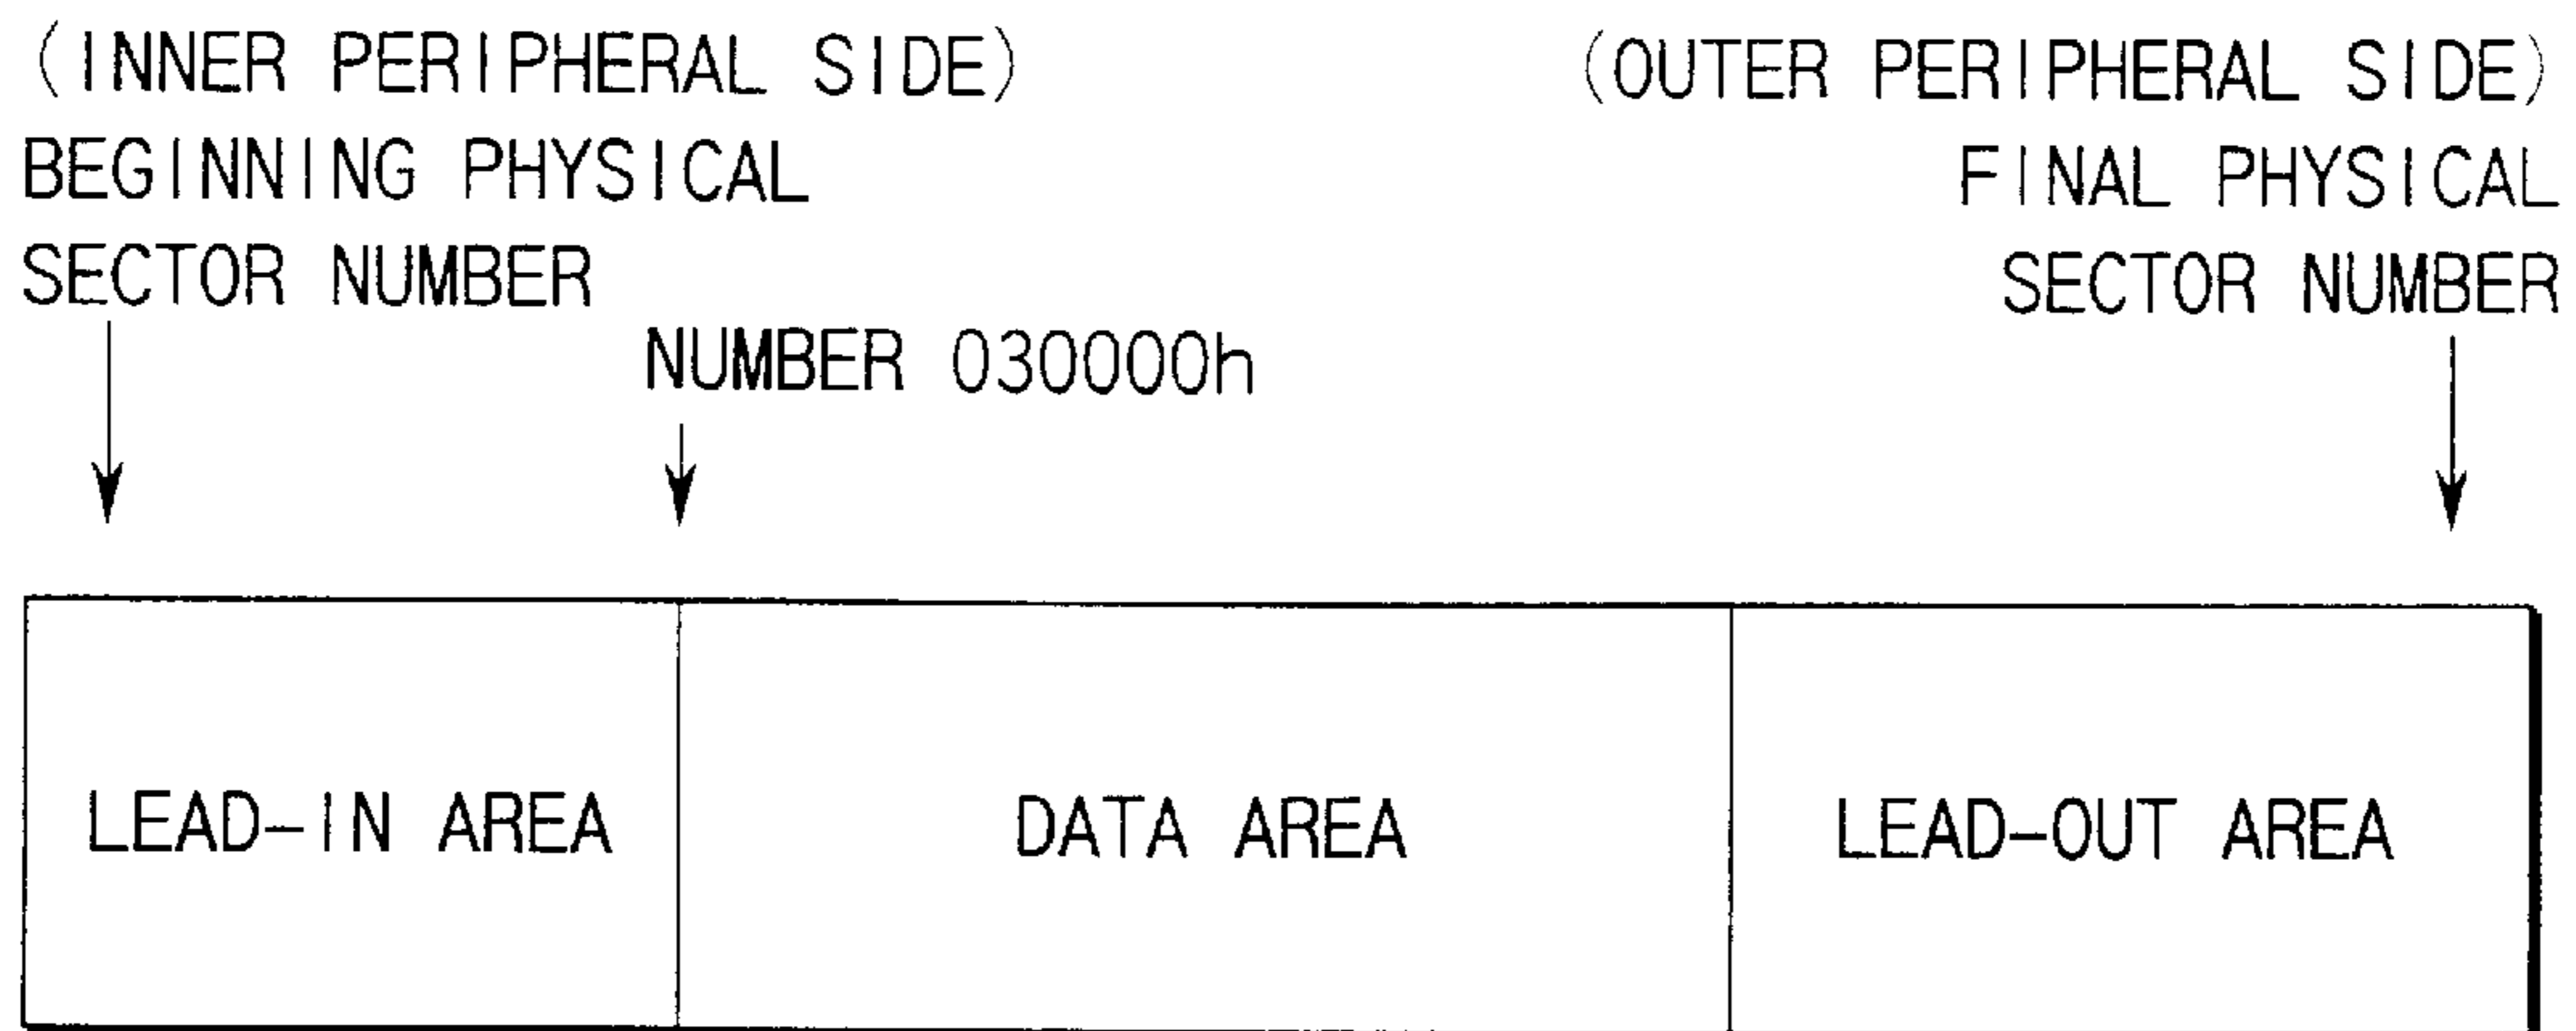 (INNER PERIPHERAL SIDE)
BEGINNING PHYSICAL
SECTOR NUMBER
(OUTER PERIPHERAL SIDE)
FINAL PHYSICAL
SECTOR NUMBER
NUMBER 030000h
LEAD-IN AREA
DATA AREA
LEAD-OUT AREA